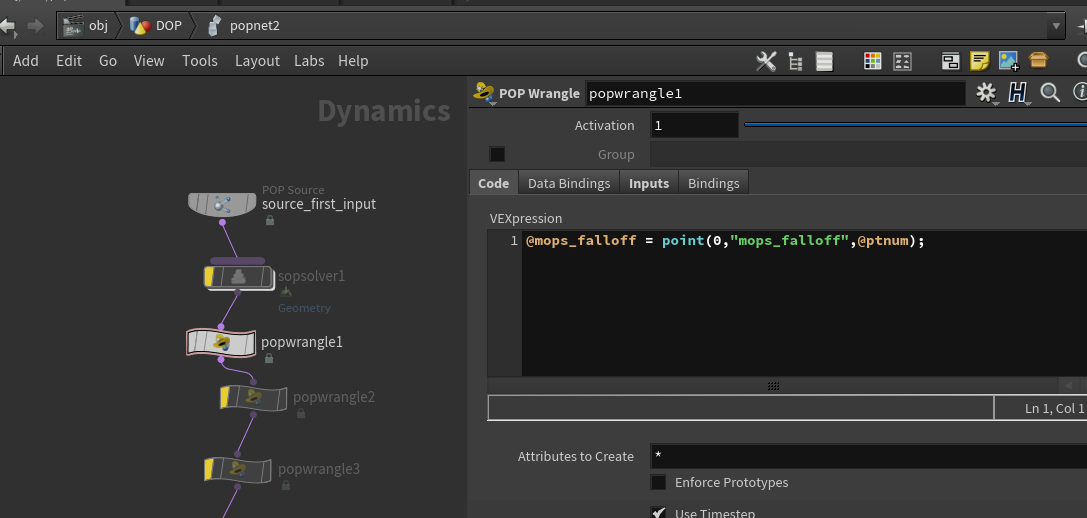 obj DOP popnet2
Add Edit Go View Tools Layout Labs Help
Dynamics
POP Wrangle popwrangle1
Activation 1
Group
Code Data Bindings Inputs Bindings
VEXpression
1 @mops_falloff = point(0,"mops_falloff",@ptnum);
Ln 1, Col 1
Attributes to Create *
Enforce Prototypes
Use Timestep
POP Source
source_first_input
sopsolver1
Geometry
popwrangle1
popwrangle2
popwrangle3